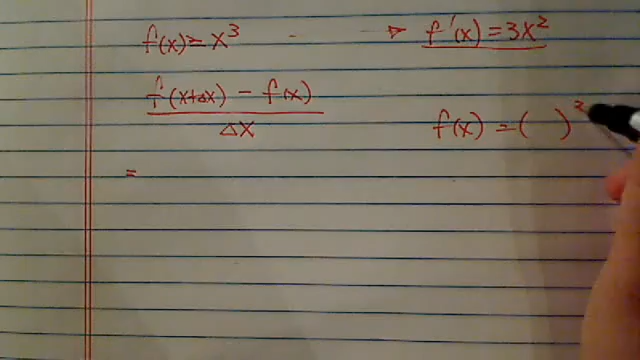 f(x) = x³ → f'(x) = 3x²
f(x+Δx) - f(x)
Δx
f(x) = ( )³
=